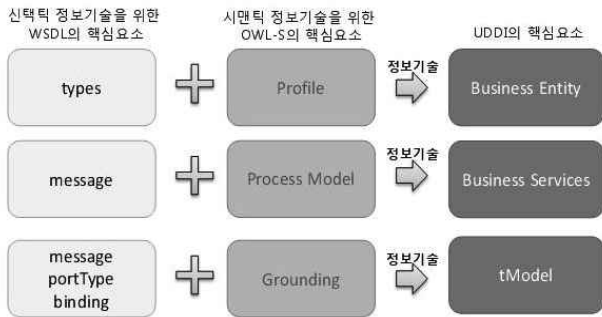 신택틱 정보기술을 위한
WSDL의 핵심요소
시맨틱 정보기술을 위한
OWL-S의 핵심요소
UDDI의 핵심요소
types
Profile
정보기술
Business Entity
message
Process Model
정보기술
Business Services
message
portType
binding
Grounding
정보기술
tModel